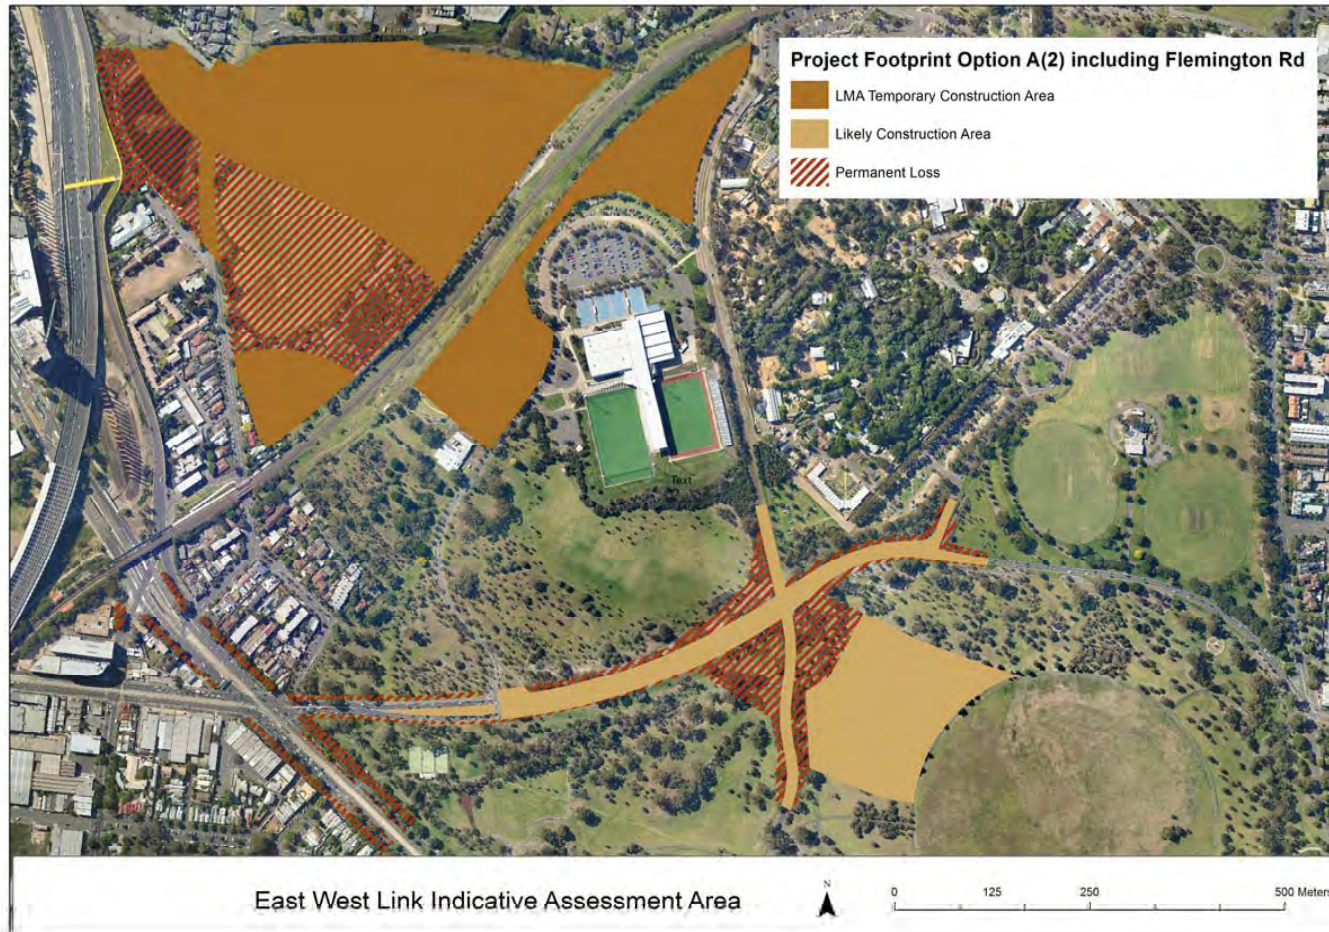 Project Footprint Option A(2) including Flemington Rd
LMA Temporary Construction Area
Likely Construction Area
Permanent Loss
Text
East West Link Indicative Assessment Area
N
0 125 250 500 Meters